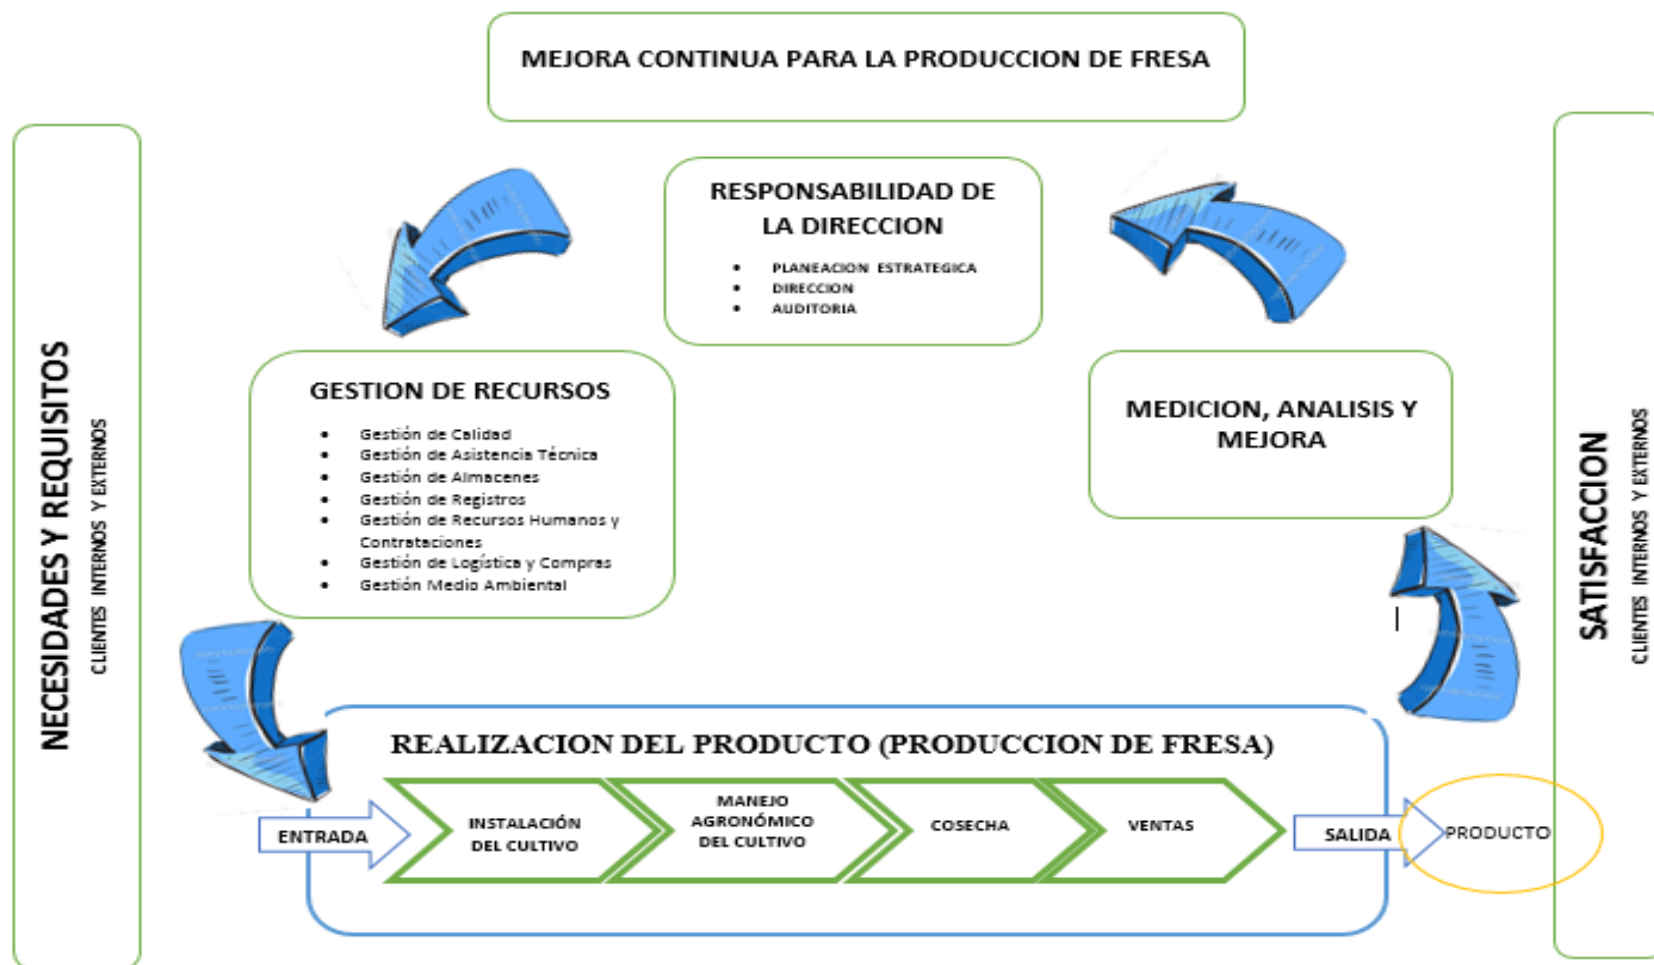 MEJORA CONTINUA PARA LA PRODUCCION DE FRESA
NECESIDADES Y REQUISITOS
CLIENTES INTERNOS Y EXTERNOS
RESPONSABILIDAD DE
LA DIRECCION
• PLANEACION ESTRATEGICA
• DIRECCION
• AUDITORIA
GESTION DE RECURSOS
• Gestión de Calidad
• Gestión de Asistencia Técnica
• Gestión de Almacenes
• Gestión de Registros
• Gestión de Recursos Humanos y
Contrataciones
• Gestión de Logística y Compras
• Gestión Medio Ambiental
MEDICION, ANALISIS Y
MEJORA
SATISFACCION
CLIENTES INTERNOS Y EXTERNOS
REALIZACION DEL PRODUCTO (PRODUCCION DE FRESA)
ENTRADA
INSTALACIÓN
DEL CULTIVO
MANEJO
AGRONÓMICO
DEL CULTIVO
COSECHA
VENTAS
SALIDA
PRODUCTO